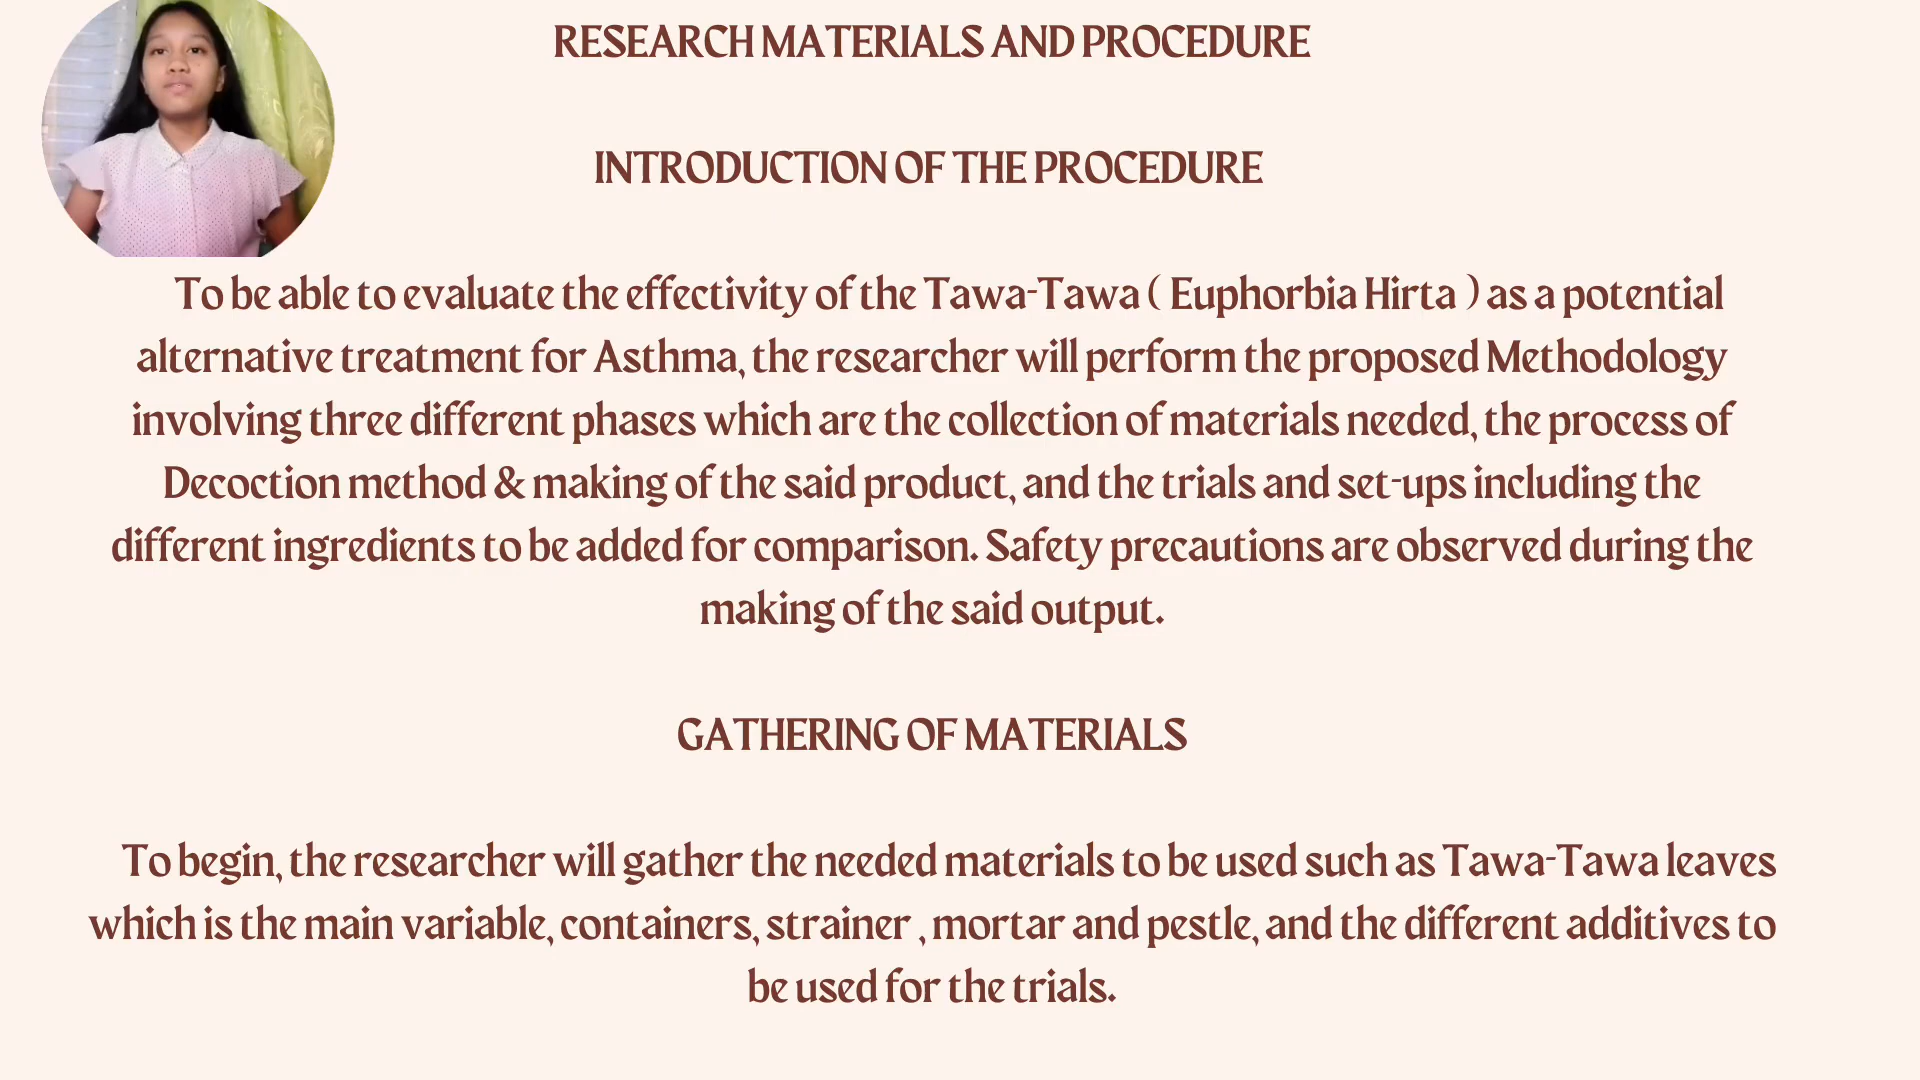 RESEARCH MATERIALS AND PROCEDURE
INTRODUCTION OF THE PROCEDURE
To be able to evaluate the effectivity of the Tawa-Tawa ( Euphorbia Hirta ) as a potential
alternative treatment for Asthma, the researcher will perform the proposed Methodology
involving three different phases which are the collection of materials needed, the process of
Decoction method & making of the said product, and the trials and set-ups including the
different ingredients to be added for comparison. Safety precautions are observed during the
making of the said output.
GATHERING OF MATERIALS
To begin, the researcher will gather the needed materials to be used such as Tawa-Tawa leaves
which is the main variable, containers, strainer , mortar and pestle, and the different additives to
be used for the trials.